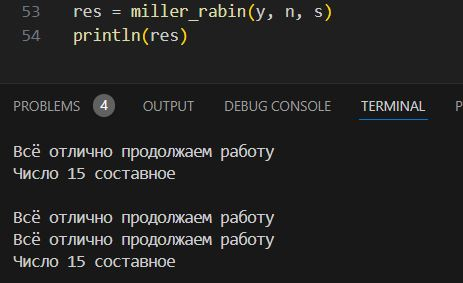 53 res = miller_rabin(y, n, s)
54 println(res)
PROBLEMS 4 OUTPUT DEBUG CONSOLE TERMINAL
Всё отлично продолжаем работу
Число 15 составное
Всё отлично продолжаем работу
Всё отлично продолжаем работу
Число 15 составное